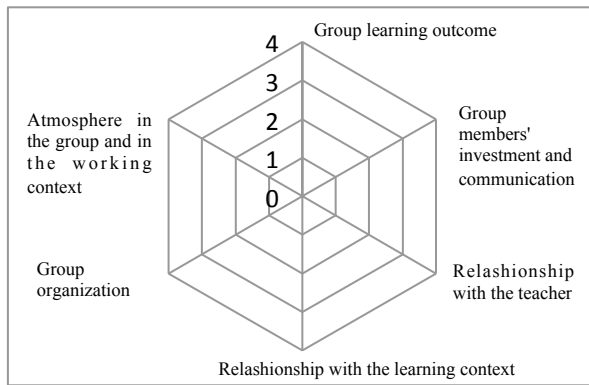 Group learning outcome
4
3
2
1
0
Group
members'
investment and
communication
Relashionship
with the teacher
Relashionship with the learning context
Group
organization
Atmosphere in
the group and in
the working
context